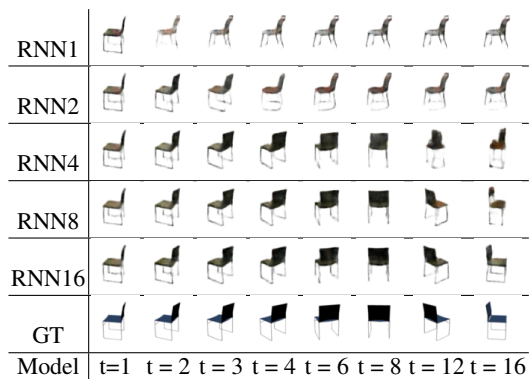 RNN1
RNN2
RNN4
RNN8
RNN16
GT
Model t=1 t = 2 t = 3 t = 4 t = 6 t = 8 t = 12 t = 16